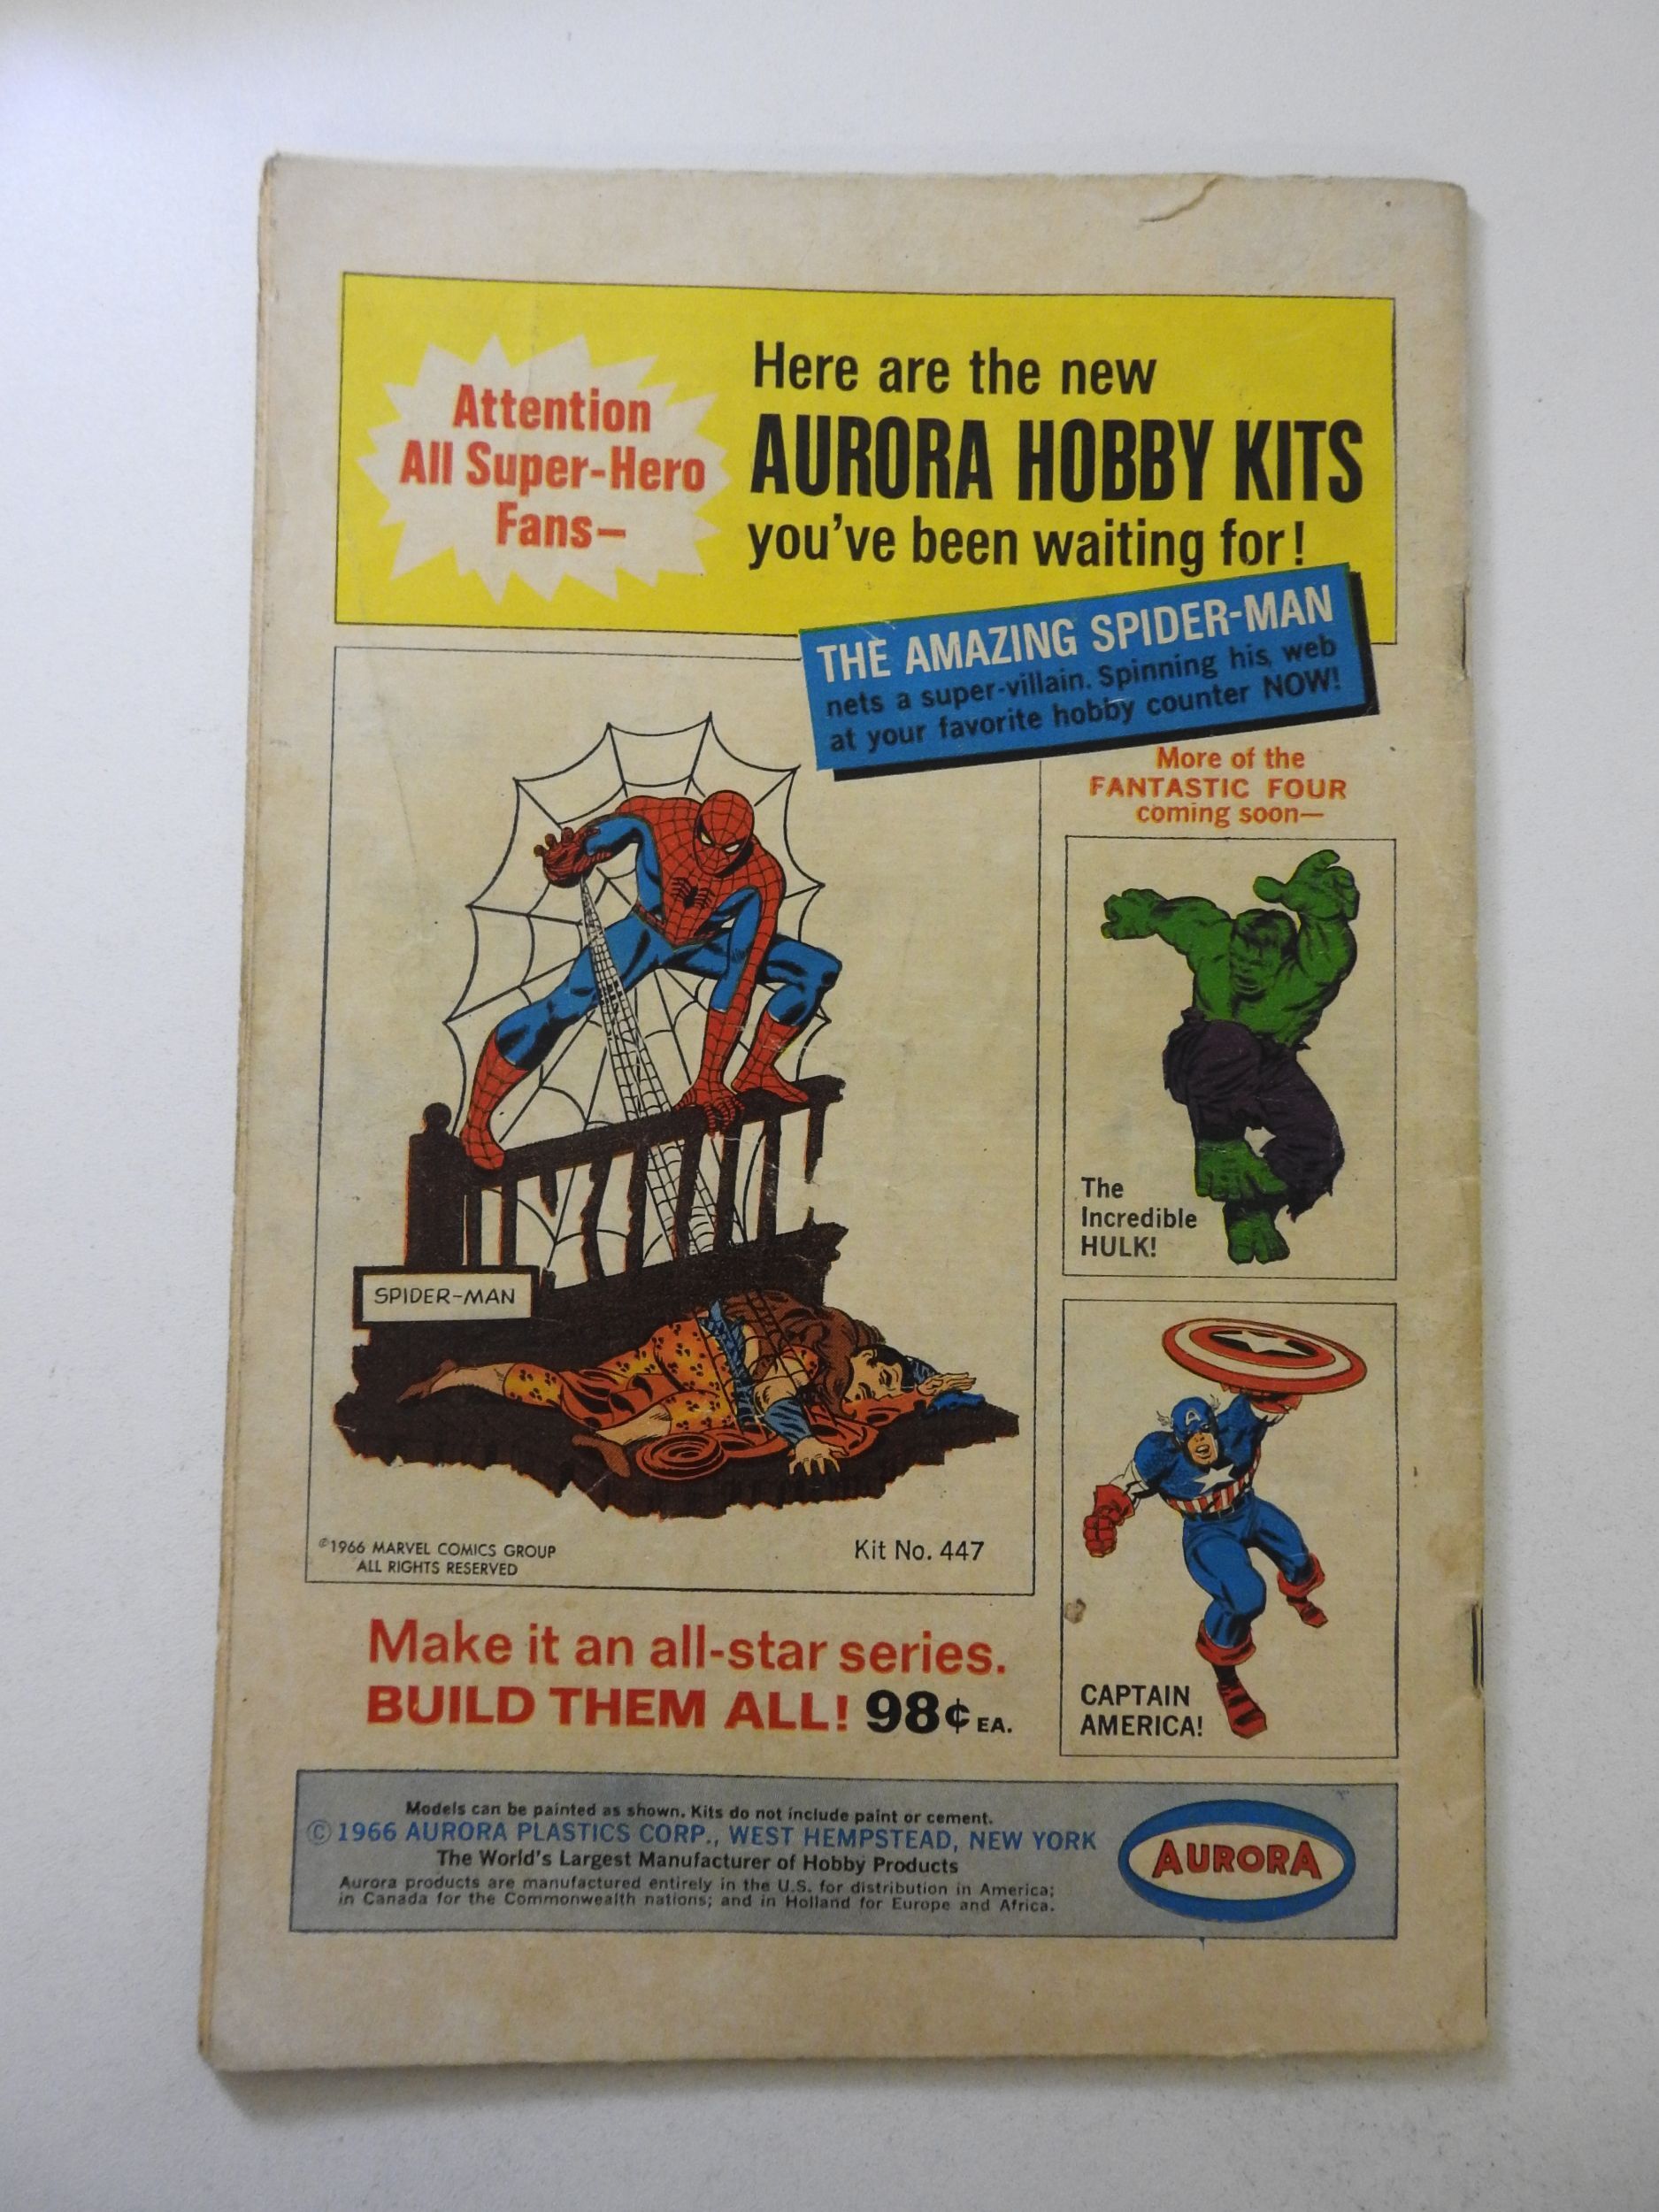 Attention
All Super-Hero
Fans—
Here are the new
AURORA HOBBY KITS
you've been waiting for!
THE AMAZING SPIDER-MAN
nets a super-villain. Spinning his web
at your favorite hobby counter NOW!
More of the
FANTASTIC FOUR
coming soon—
SPIDER-MAN
©1966 MARVEL COMICS GROUP
ALL RIGHTS RESERVED
Kit No. 447
The
Incredible
HULK!
A
CAPTAIN
AMERICA!
Make it an all-star series.
BUILD THEM ALL! 98¢ EA.
Models can be painted as shown. Kits do not include paint or cement.
© 1966 AURORA PLASTICS CORP., WEST HEMPSTEAD, NEW YORK
The World's Largest Manufacturer of Hobby Products
Aurora products are manufactured entirely in the U.S. for distribution in America;
in Canada for the Commonwealth nations; and in Holland for Europe and Africa.
AURORA